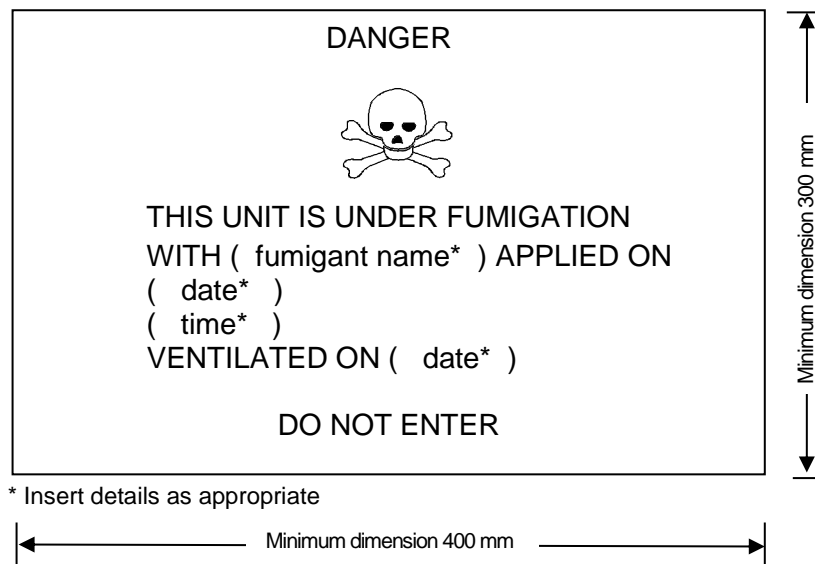 DANGER
THIS UNIT IS UNDER FUMIGATION
WITH ( fumigant name* ) APPLIED ON
( date* )
( time* )
VENTILATED ON ( date* )
DO NOT ENTER
Minimum dimension 300 mm
* Insert details as appropriate
Minimum dimension 400 mm